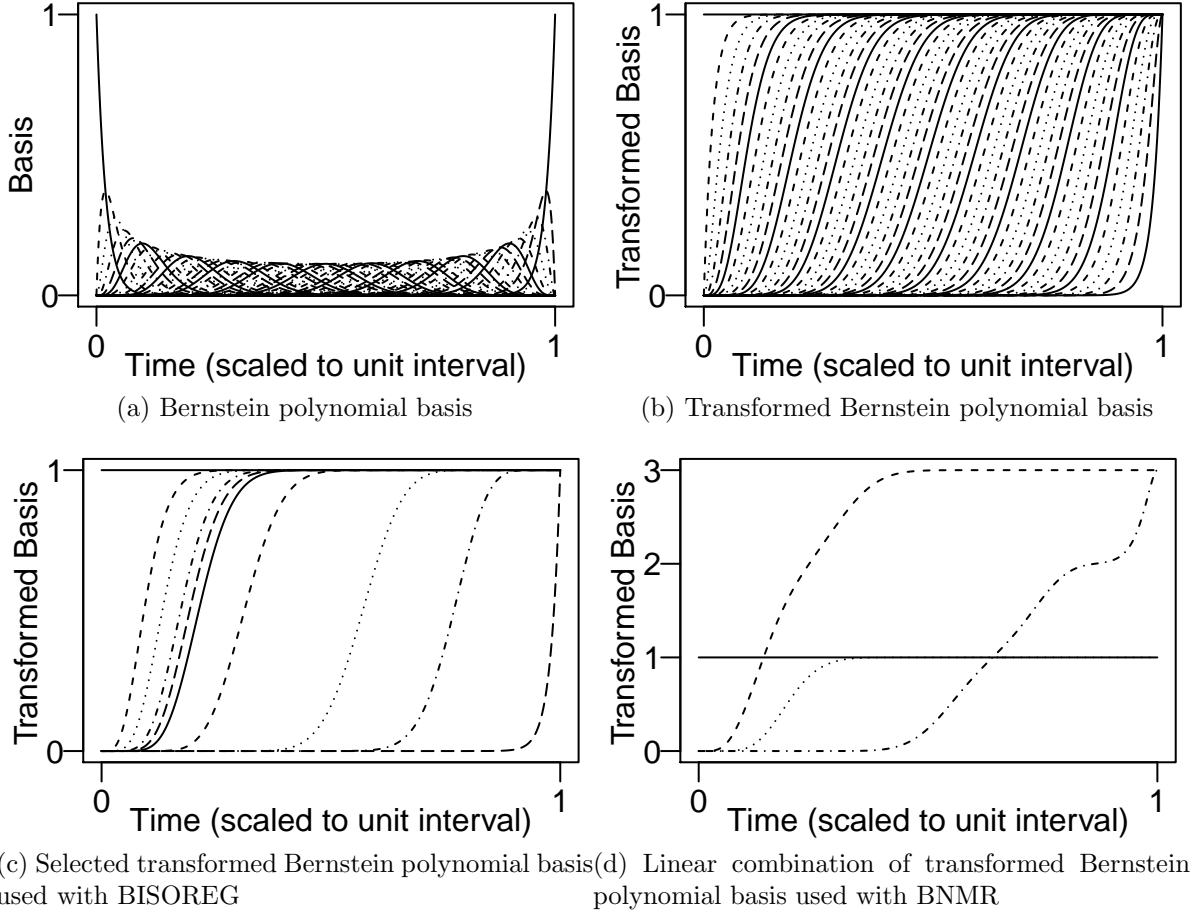 1
0
Basis
0
1
Time (scaled to unit interval)
(a) Bernstein polynomial basis
1
0
Transformed Basis
0
1
Time (scaled to unit interval)
(b) Transformed Bernstein polynomial basis
1
0
Transformed Basis
0
1
Time (scaled to unit interval)
(c) Selected transformed Bernstein polynomial basis
used with BISOREG
3
2
1
0
Transformed Basis
0
1
Time (scaled to unit interval)
(d) Linear combination of transformed Bernstein
polynomial basis used with BNMR